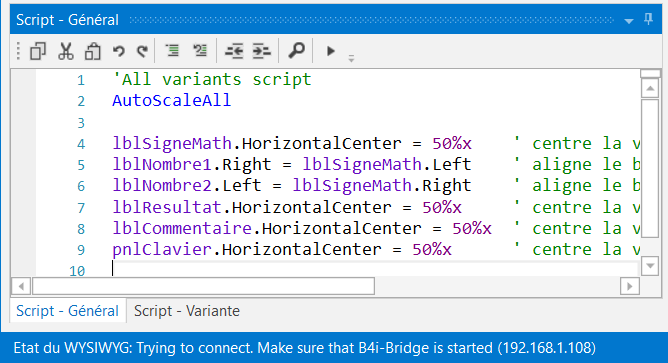 Script - Général
1 'All variants script
2 AutoScaleAll
3
4 lblSigneMath.HorizontalCenter = 50%x ' centre la v
5 lblNombre1.Right = lblSigneMath.Left ' aligne le b
6 lblNombre2.Left = lblSigneMath.Right ' aligne le b
7 lblResultat.HorizontalCenter = 50%x ' centre la v
8 lblCommentaire.HorizontalCenter = 50%x ' centre la v
9 pnlClavier.HorizontalCenter = 50%x ' centre la v
10
Script - Général Script - Variante
Etat du WYSIWYG: Trying to connect. Make sure that B4i-Bridge is started (192.168.1.108)